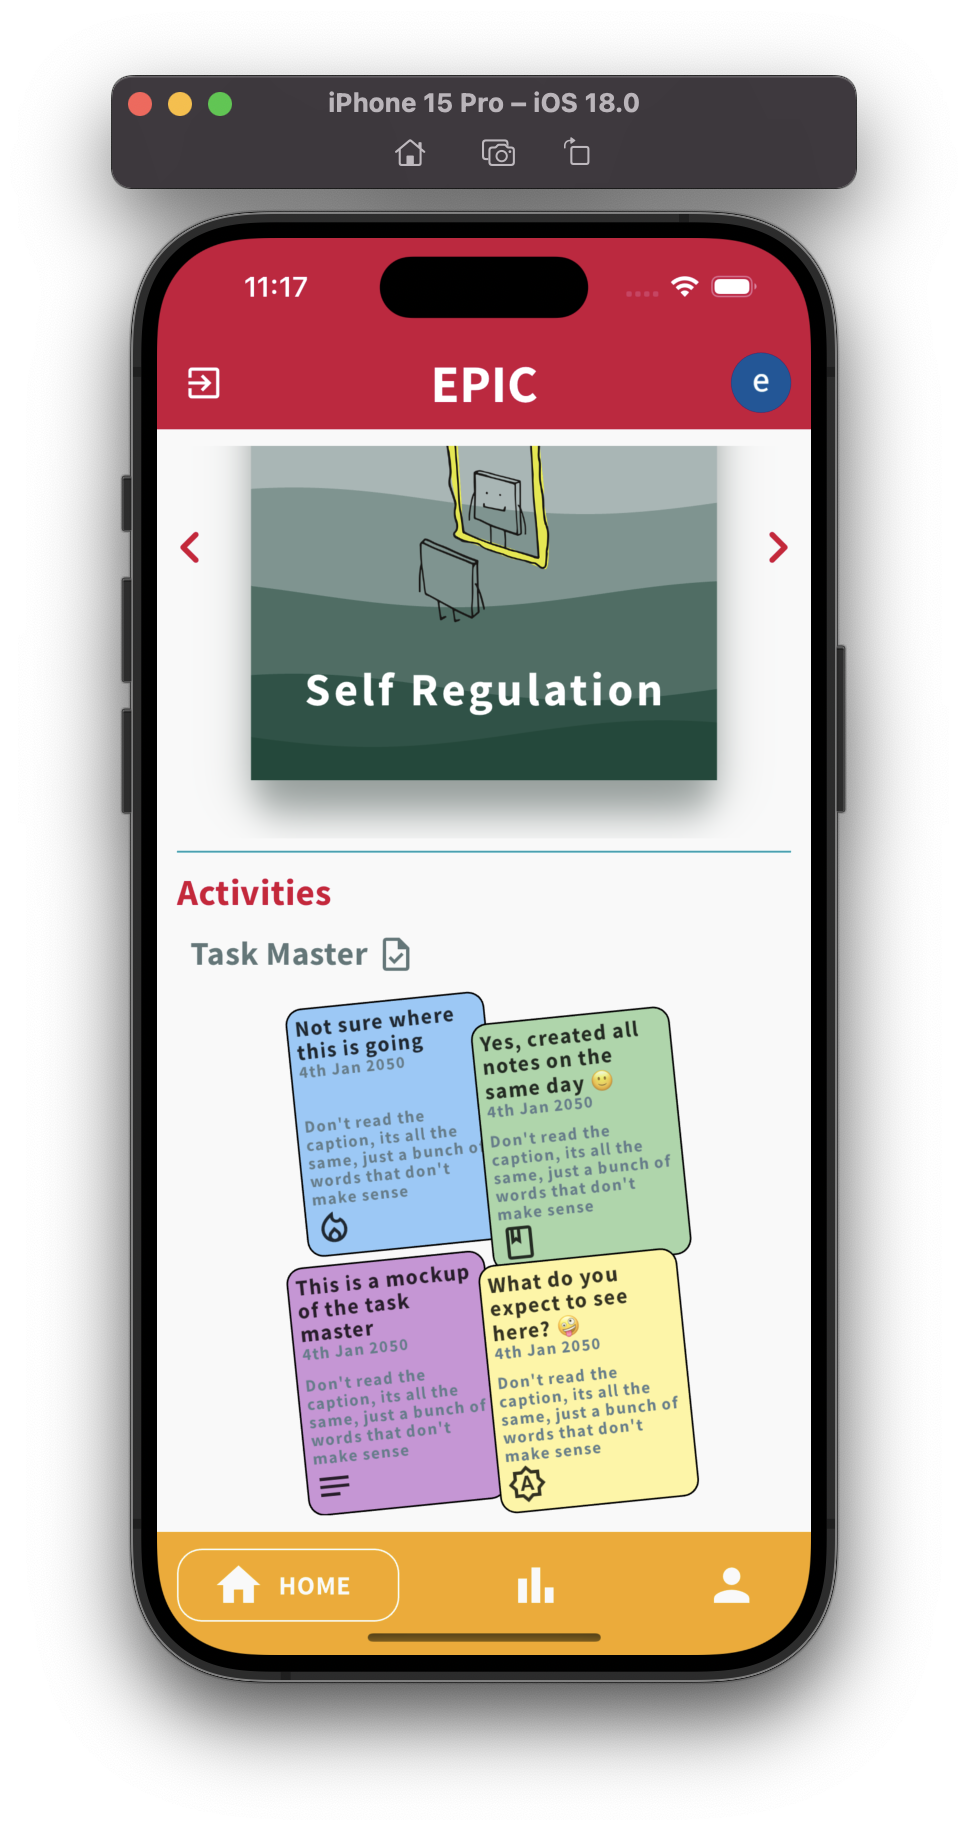 iPhone 15 Pro – iOS 18.0
11:17
EPIC
e
Self Regulation
Activities
Task Master
Not sure where
this is going
4th Jan 2050
Don't read the
caption, its all the
same, just a bunch of
words that don't
make sense
Yes, created all
notes on the
same day 🙂
4th Jan 2050
Don't read the
caption, its all the
same, just a bunch of
words that don't
make sense
This is a mockup
of the task
master
4th Jan 2050
Don't read the
caption, its all the
same, just a bunch of
words that don't
make sense
What do you
expect to see
here? 🤪
4th Jan 2050
Don't read the
caption, its all the
same, just a bunch of
words that don't
make sense
A
HOME